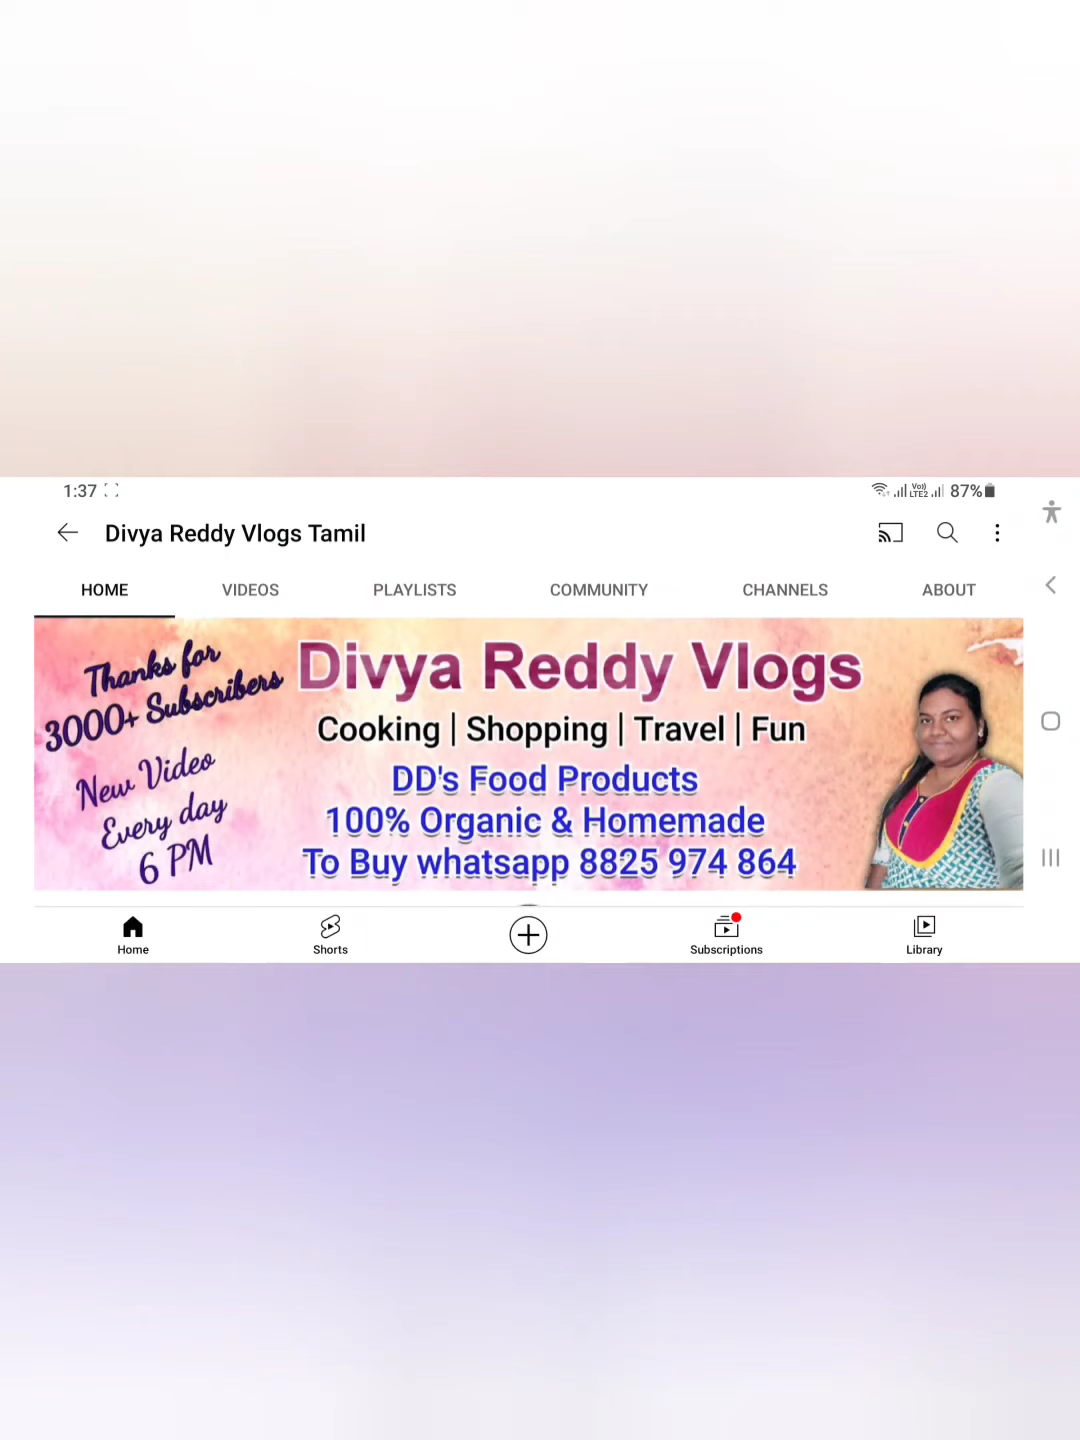 1:37
Vo))
LTE2
87%
Divya Reddy Vlogs Tamil
HOME VIDEOS PLAYLISTS COMMUNITY CHANNELS ABOUT
Thanks for
3000+ Subscribers
New Video
Every day
6 PM
Divya Reddy Vlogs
Cooking | Shopping | Travel | Fun
DD's Food Products
100% Organic & Homemade
To Buy whatsapp 8825 974 864
Home Shorts Subscriptions Library